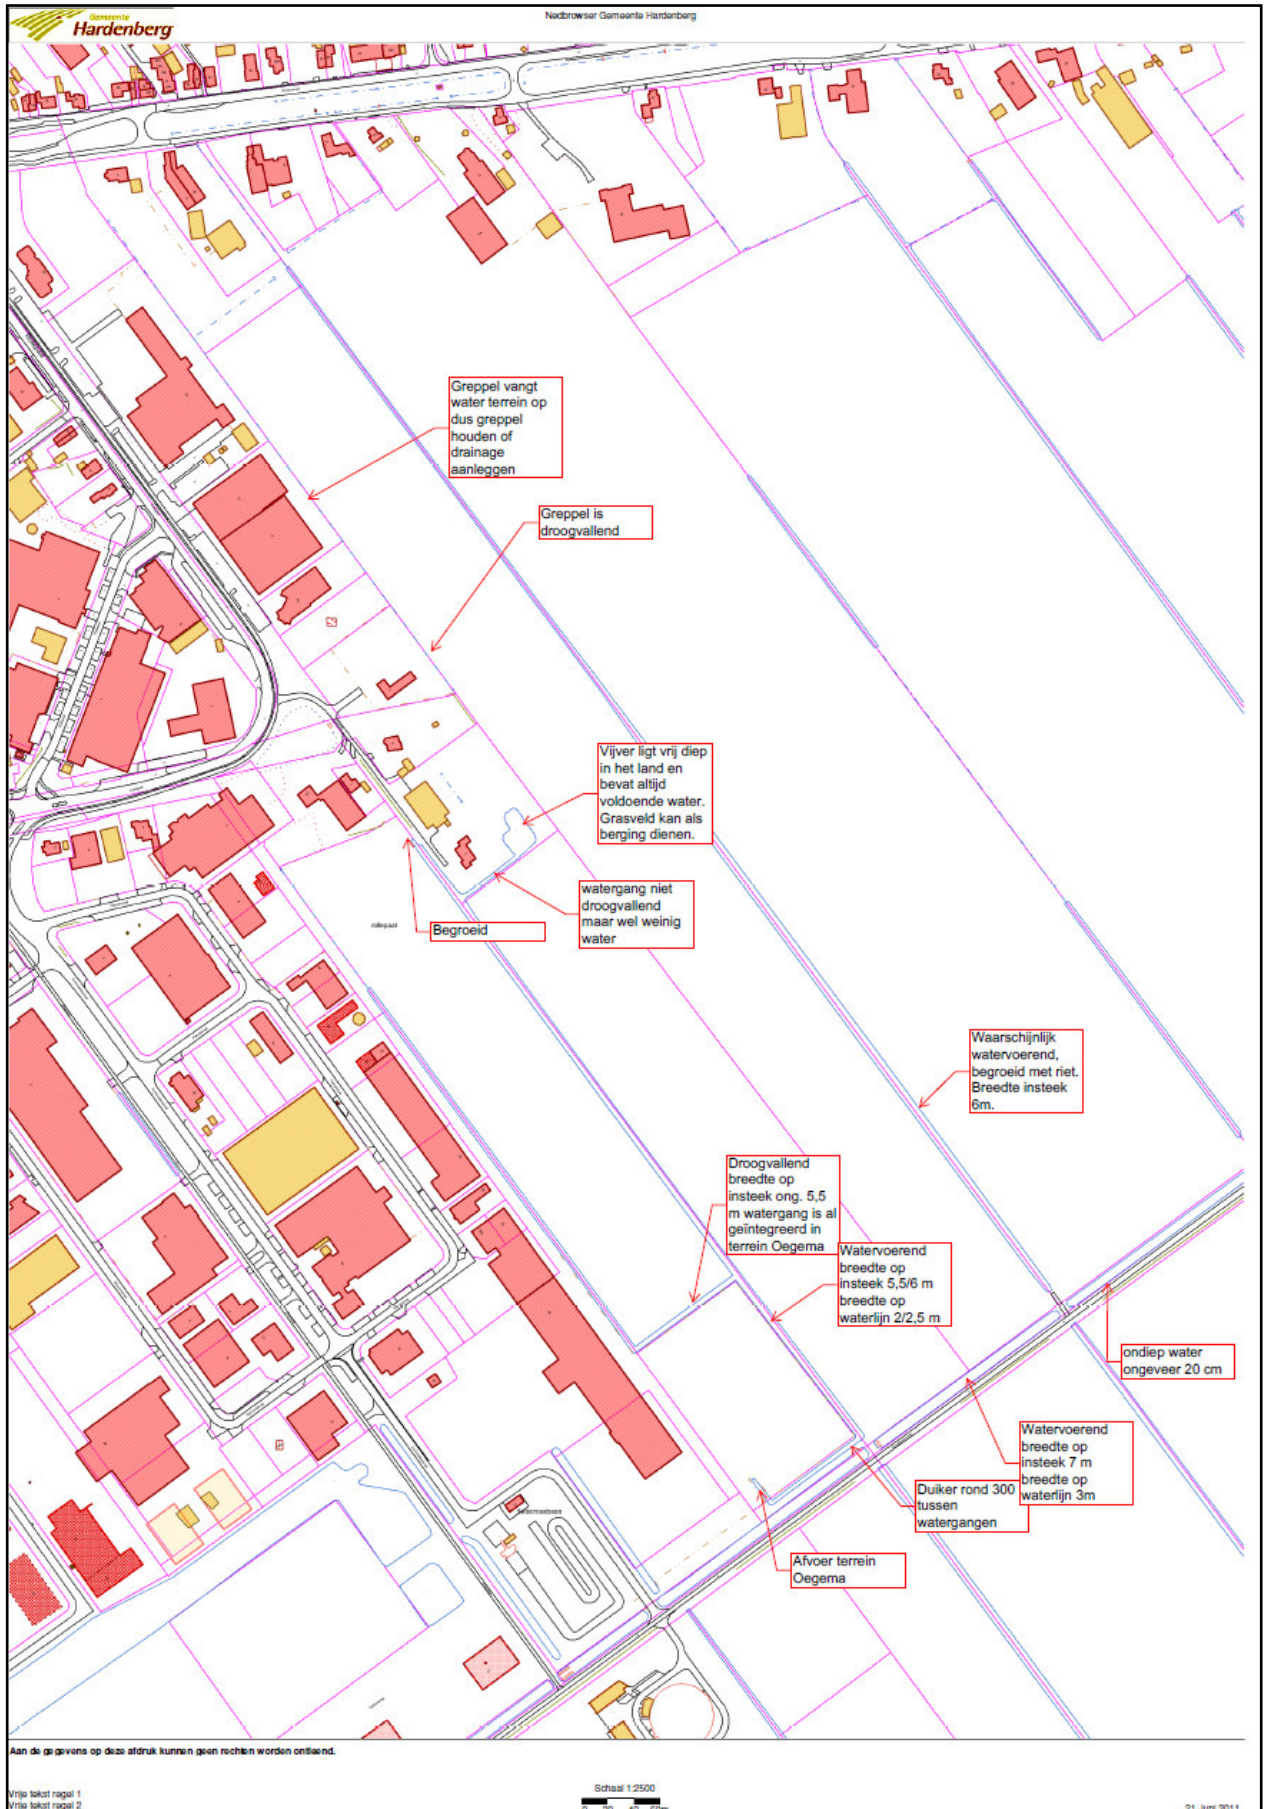 Gemeente
Hardenberg
Nedbrowser Gemeente Hardenberg
Greppel vangt
water terrein op
dus greppel
houden of
drainage
aanleggen
Greppel is
droogvallend
Vijver ligt vrij diep
in het land en
bevat altijd
voldoende water.
Grasveld kan als
berging dienen.
watergang niet
droogvallend
maar wel weinig
water
Begroeid
rollepaal
Waarschijnlijk
watervoerend,
begroeid met riet.
Breedte insteek
6m.
Droogvallend
breedte op
insteek ong. 5,5
m watergang is al
geïntegreerd in
terrein Oegema
Watervoerend
breedte op
insteek 5,5/6 m
breedte op
waterlijn 2/2,5 m
ondiep water
ongeveer 20 cm
Watervoerend
breedte op
insteek 7 m
breedte op
waterlijn 3m
Duiker rond 300
tussen
watergangen
Afvoer terrein
Oegema
Aan de gegevens op deze afdruk kunnen geen rechten worden ontleend.
Vrije tekst regel 1
Vrije tekst regel 2
Schaal 1:2500
0 20 40 60m
21 juni 2011